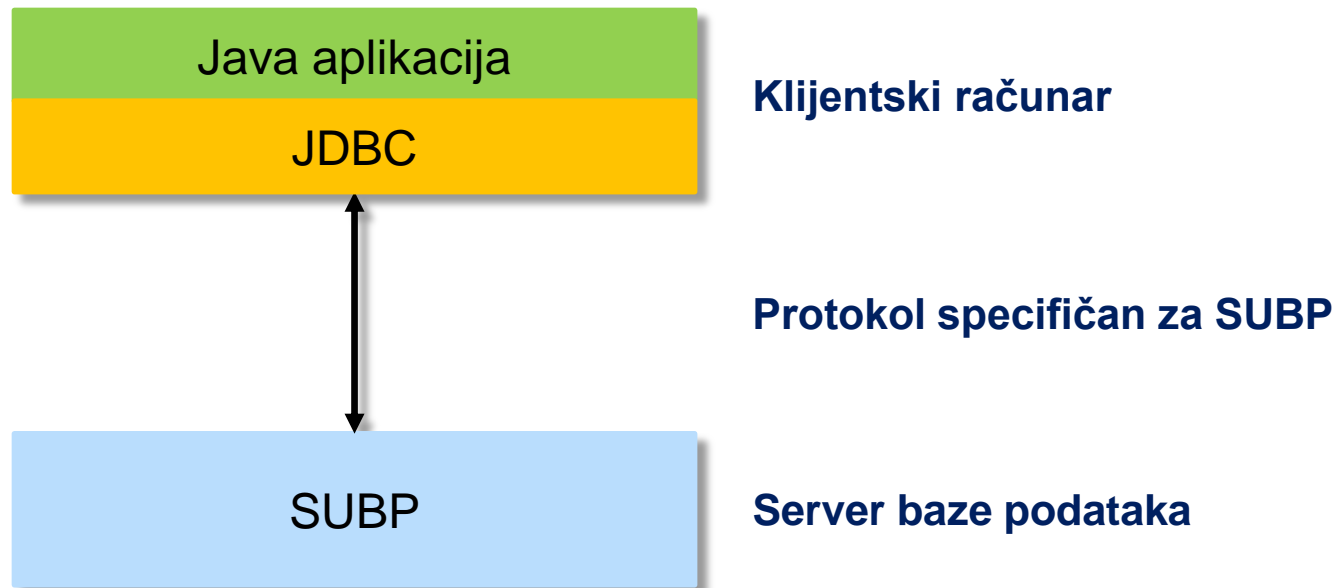 Java aplikacija
Klijentski računar
JDBC
Protokol specifičan za SUBP
SUBP
Server baze podataka